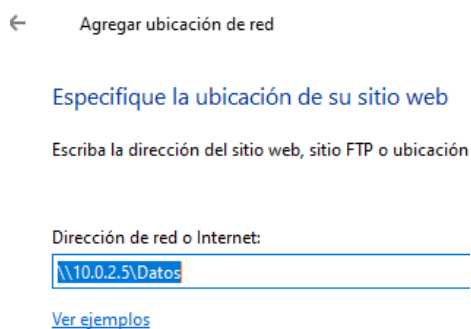 Agregar ubicación de red
Especifique la ubicación de su sitio web
Escriba la dirección del sitio web, sitio FTP o ubicación
Dirección de red o Internet:
\\10.0.2.5\Datos
Ver ejemplos